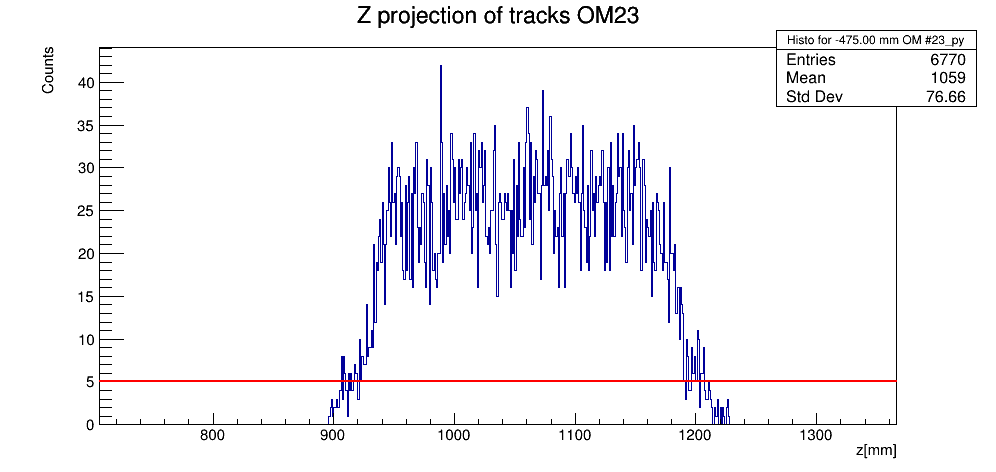 Z projection of tracks OM23
Histo for -475.00 mm OM #23_py
Entries 6770
Mean 1059
Std Dev 76.66
Counts
40
35
30
25
20
15
10
5
0
800 900 1000 1100 1200 1300
z[mm]